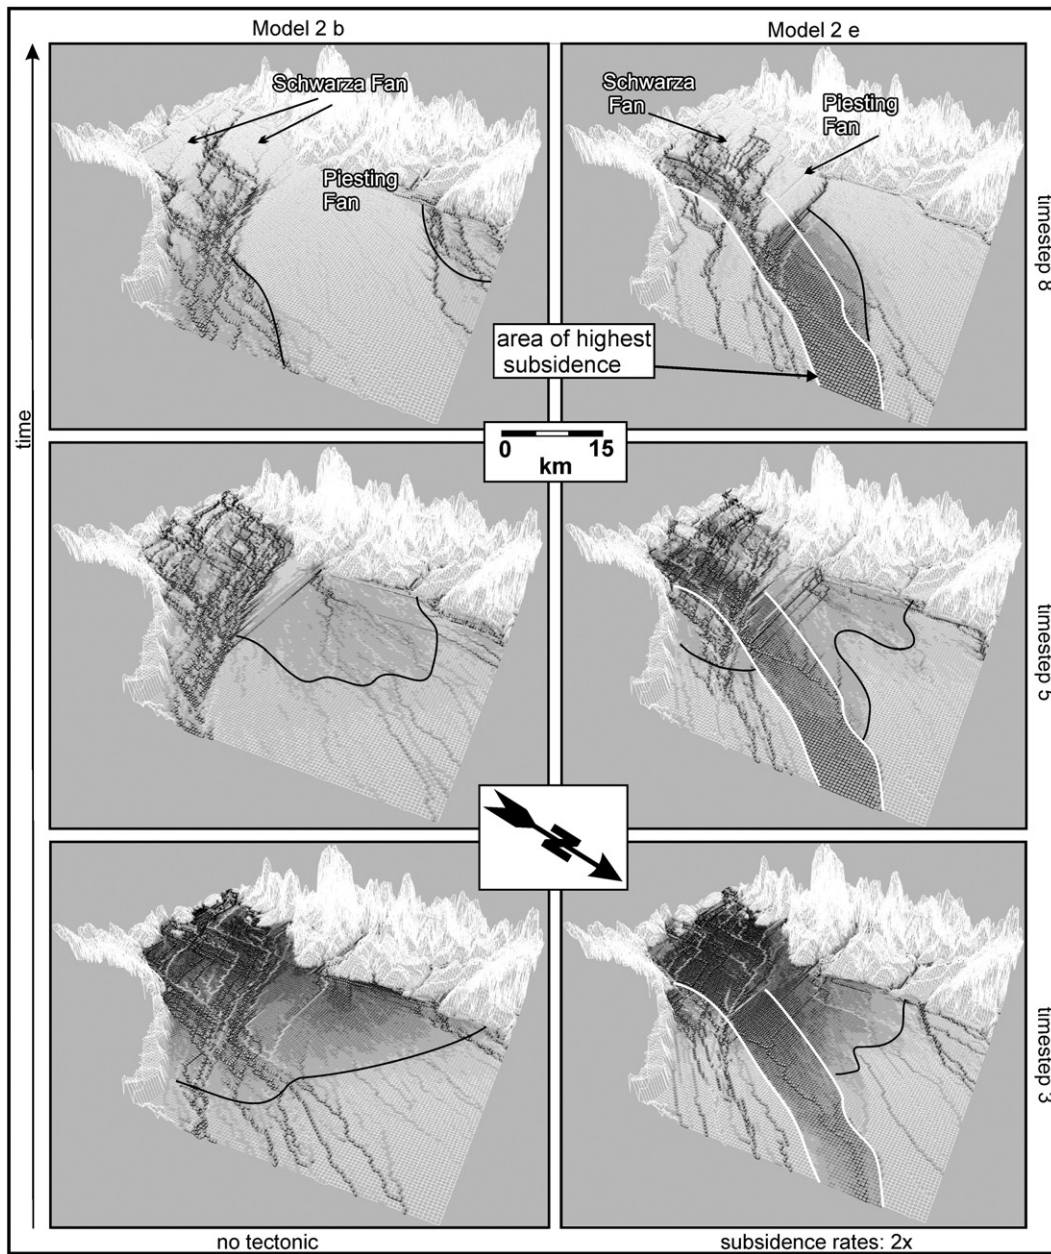 Model 2 b
Model 2 e
Schwarza Fan
Piesting
Fan
Schwarza
Fan
Piesting
Fan
timestep 8
area of highest
subsidence
time
0 15
km
timestep 5
N
timestep 3
no tectonic
subsidence rates: 2x